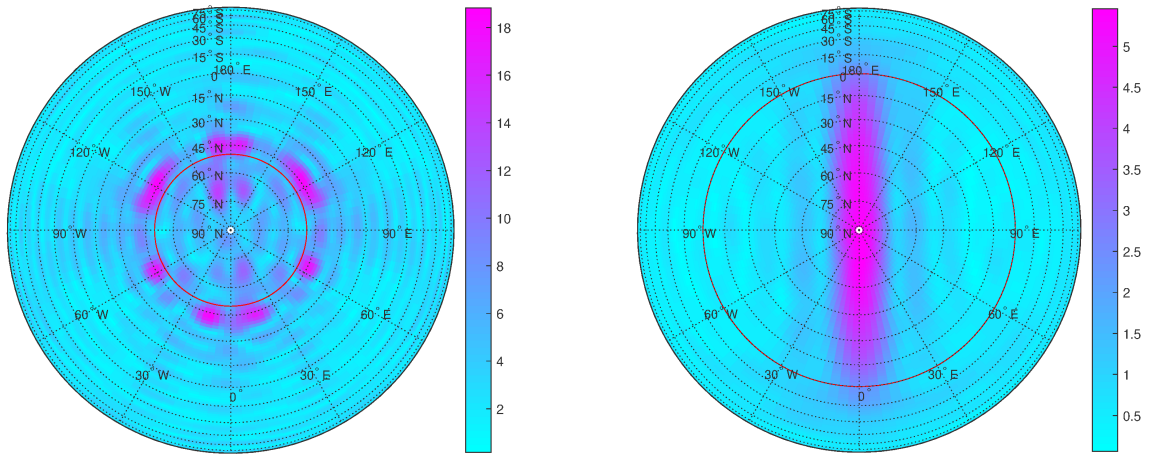 75° S
60° S
45° S
30° S
15° S
180° E
0°
150° W
150° E
15° N
30° N
120° W
120° E
45° N
60° N
75° N
90° W
90° N
90° E
60° W
60° E
30° W
30° E
0°
18
16
14
12
10
8
6
4
2
75° S
60° S
45° S
30° S
15° S
180° E
0°
150° W
150° E
15° N
30° N
120° W
120° E
45° N
60° N
75° N
90° W
90° N
90° E
60° W
60° E
30° W
30° E
0°
5
4.5
4
3.5
3
2.5
2
1.5
1
0.5